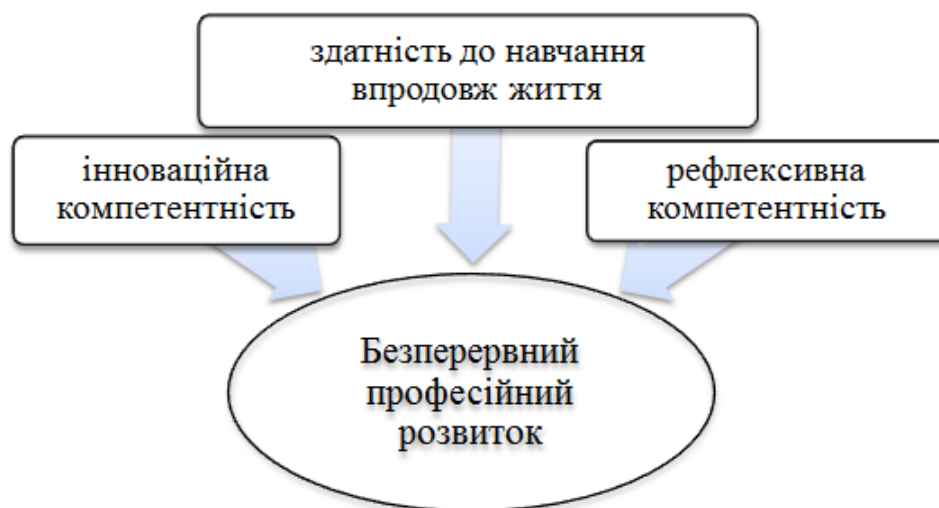 здатність до навчання
впродовж життя
інноваційна
компетентність
рефлексивна
компетентність
Безперервний
професійний
розвиток